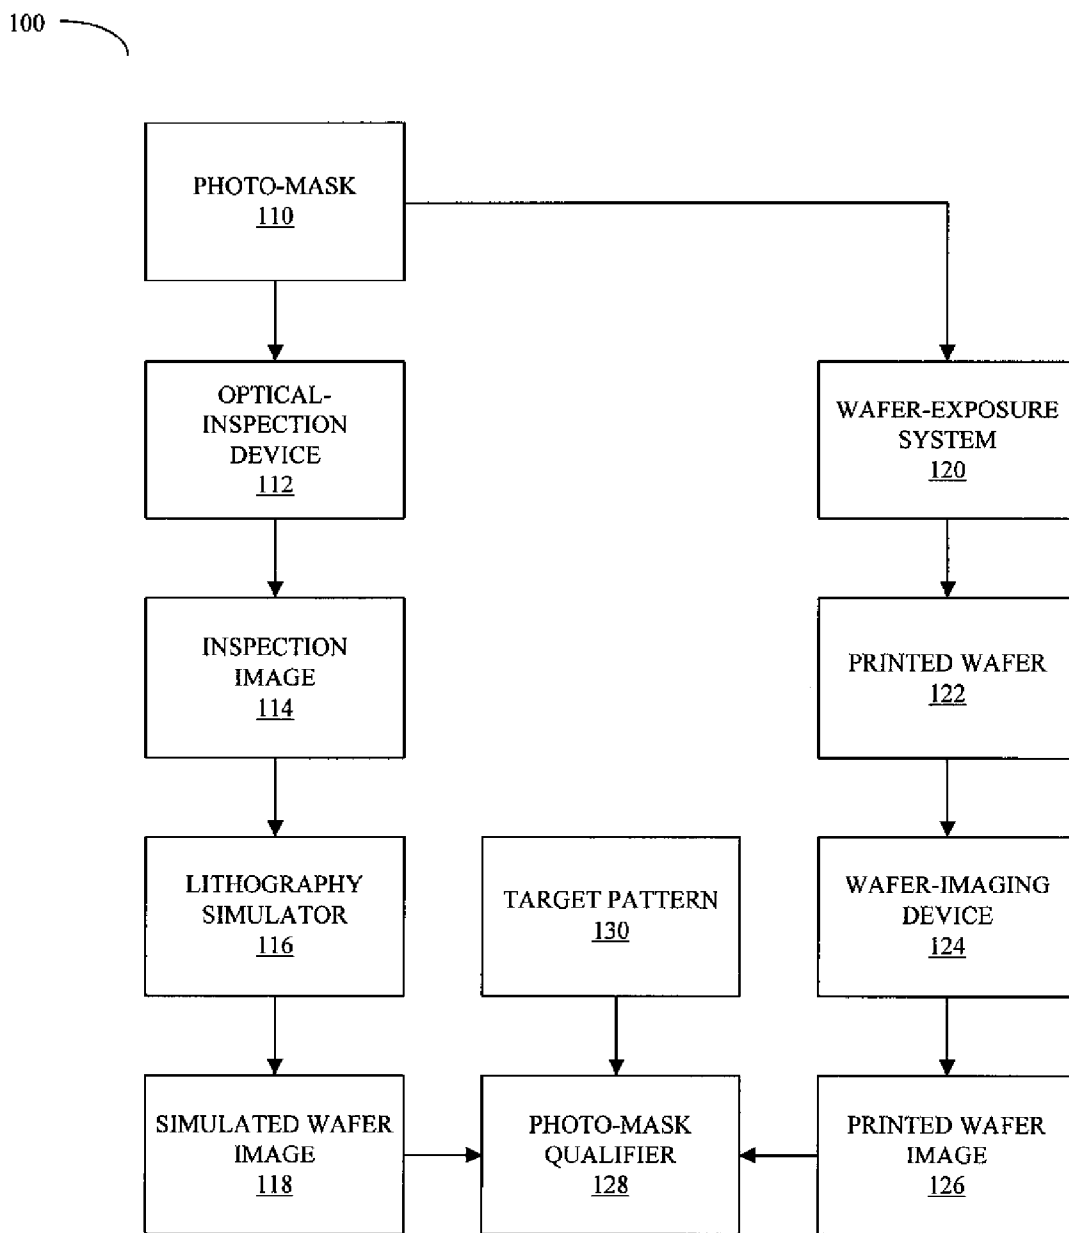 100
PHOTO-MASK
110
OPTICAL-
INSPECTION
DEVICE
112
WAFER-EXPOSURE
SYSTEM
120
INSPECTION
IMAGE
114
PRINTED WAFER
122
LITHOGRAPHY
SIMULATOR
116
TARGET PATTERN
130
WAFER-IMAGING
DEVICE
124
SIMULATED WAFER
IMAGE
118
PHOTO-MASK
QUALIFIER
128
PRINTED WAFER
IMAGE
126